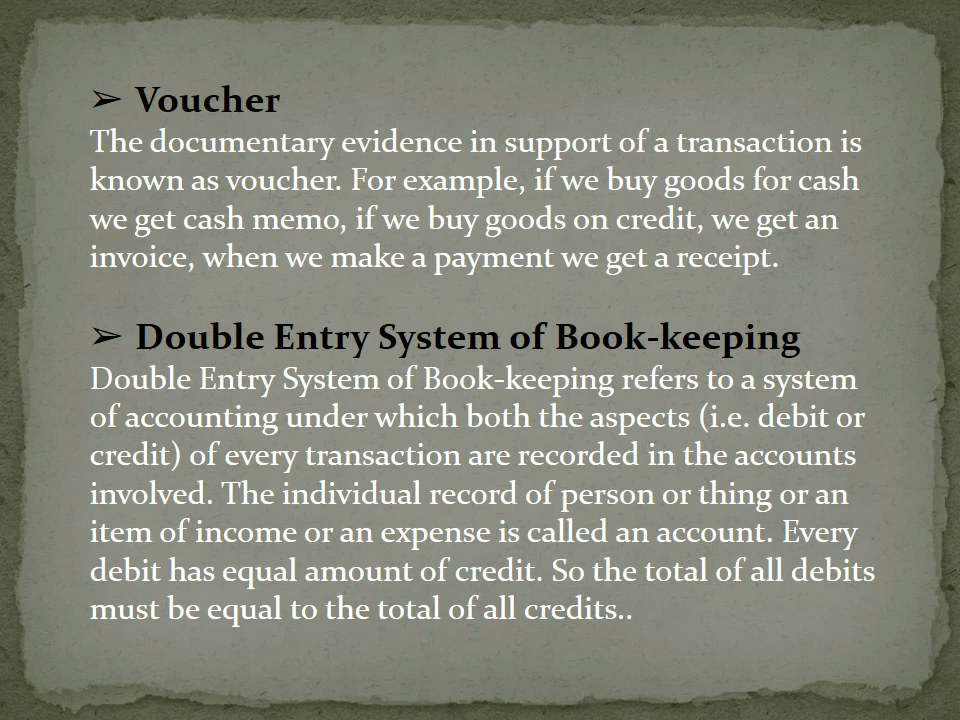 ➢ Voucher
The documentary evidence in support of a transaction is
known as voucher. For example, if we buy goods for cash
we get cash memo, if we buy goods on credit, we get an
invoice, when we make a payment we get a receipt.
➢ Double Entry System of Book-keeping
Double Entry System of Book-keeping refers to a system
of accounting under which both the aspects (i.e. debit or
credit) of every transaction are recorded in the accounts
involved. The individual record of person or thing or an
item of income or an expense is called an account. Every
debit has equal amount of credit. So the total of all debits
must be equal to the total of all credits..